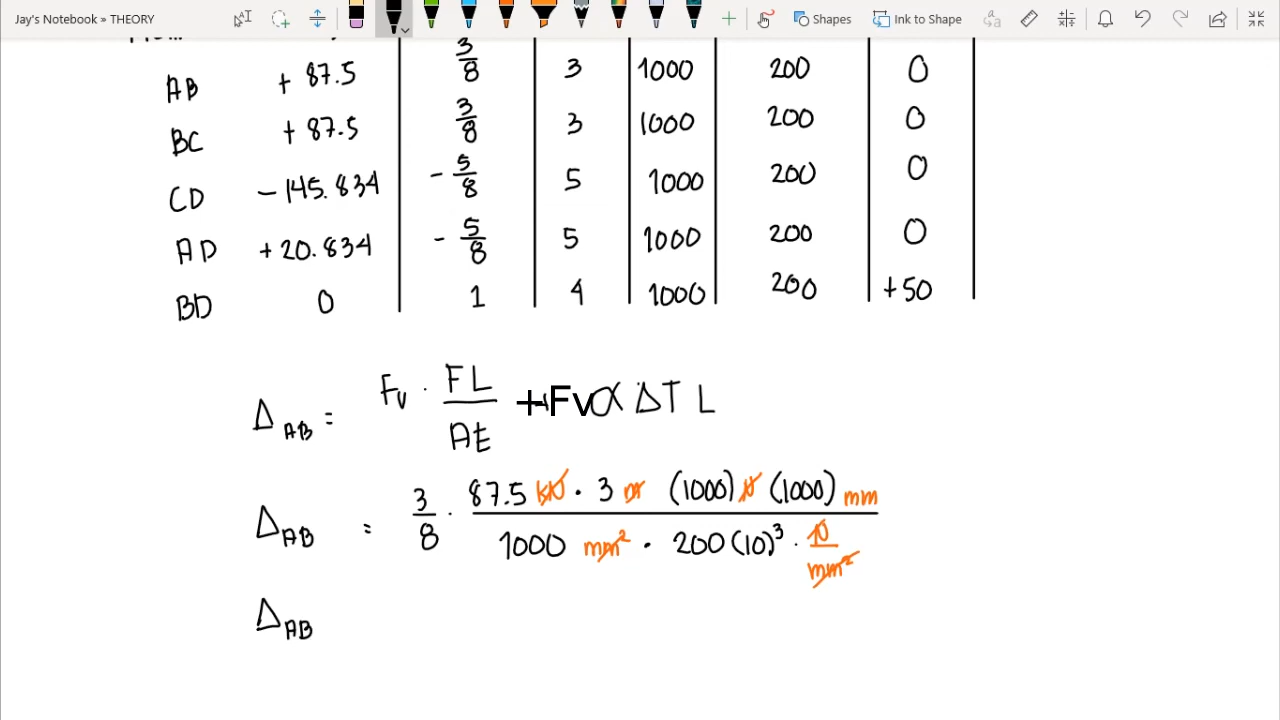 Jay's Notebook » THEORY Shapes Ink to Shape
AB + 87.5 3/8 3 1000 200 0
BC + 87.5 3/8 3 1000 200 0
CD - 145.834 - 5/8 5 1000 200 0
AD + 20.834 - 5/8 5 1000 200 0
BD 0 1 4 1000 200 +50
Δ_AB = Fv · FL/AE + Fv α ΔT L
Δ_AB = 3/8 · 87.5 kN · 3 m (1000) N (1000) mm / 1000 mm² · 200(10)³ · N/mm²
Δ_AB